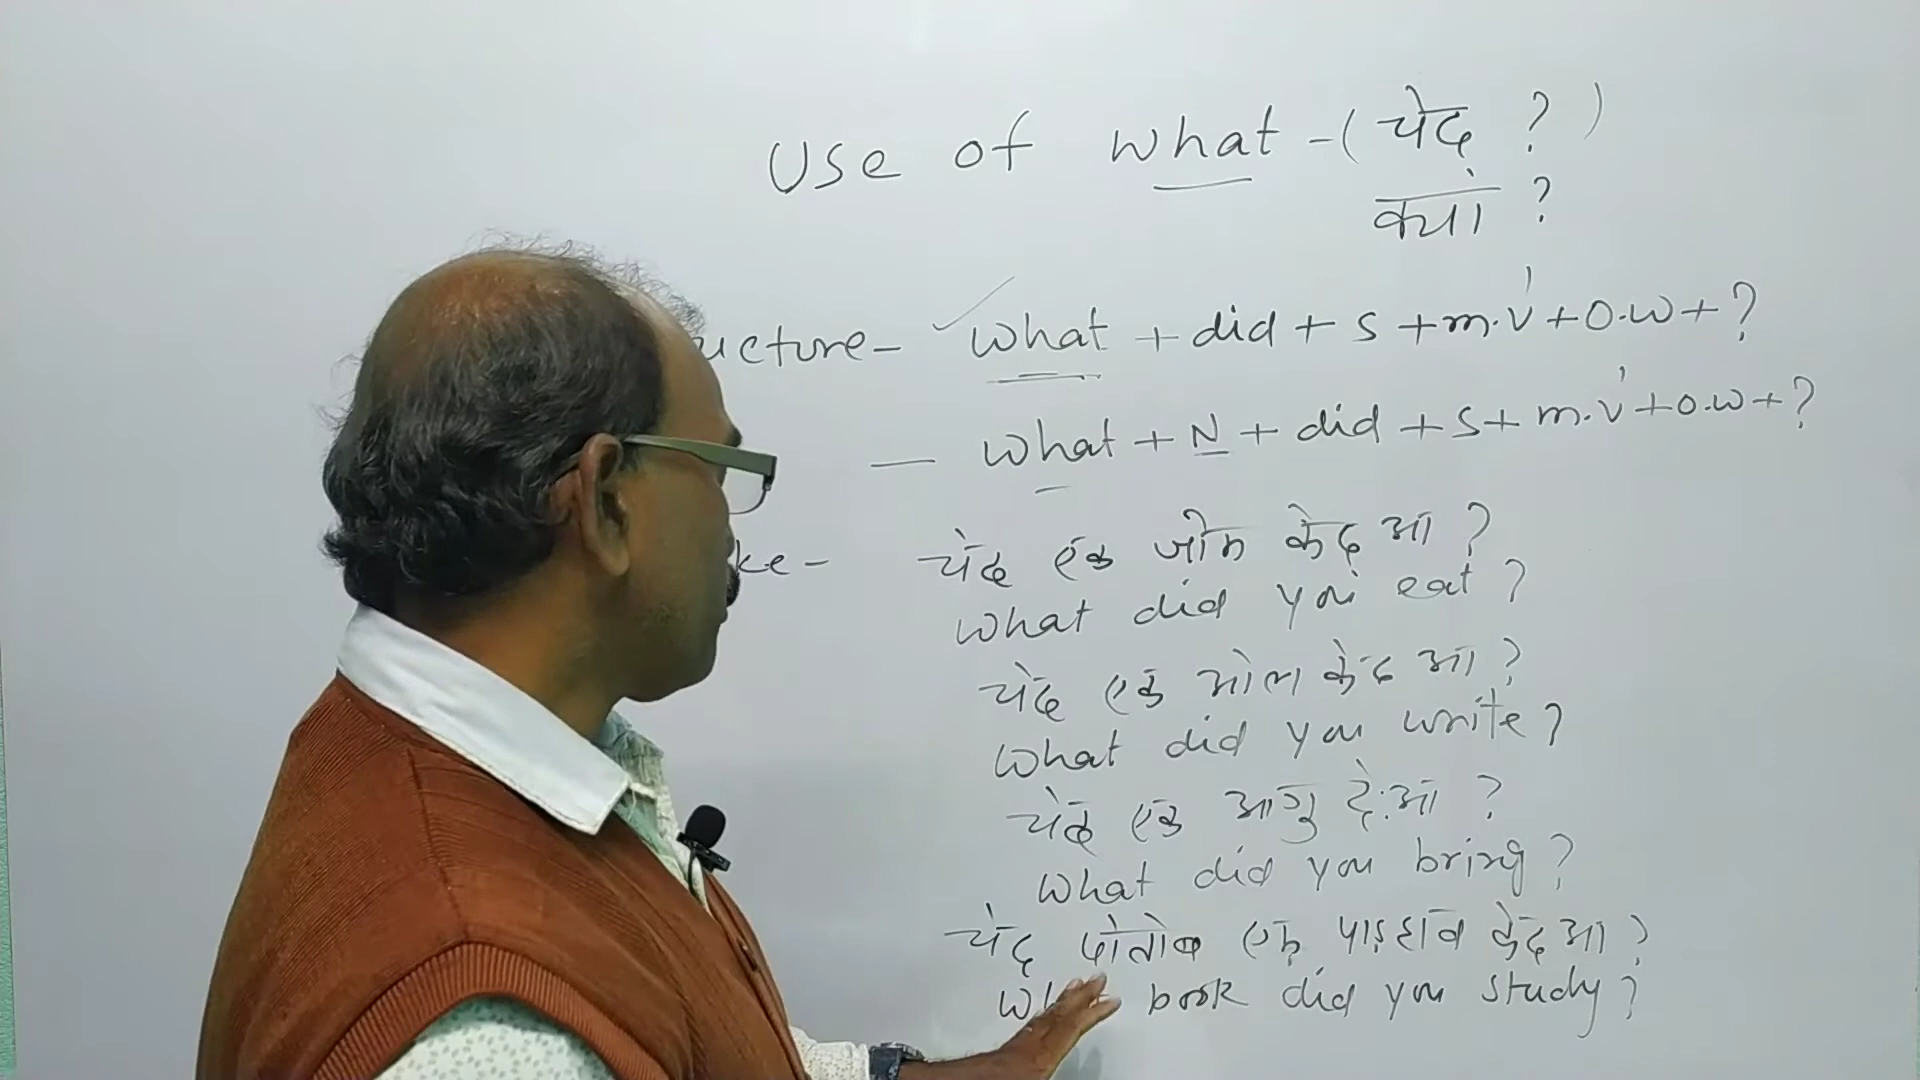 Use of what - ( चेद् ? )
क्या ?
ucture - what + did + S + m.v' + O.W + ?
— what + N + did + S + m.v' + O.W + ?
ke - चेद् एम जोम केद् आ ?
What did you eat ?
चेद् एम ओल केद् आ ?
What did you write ?
चेद् एम आगु दे: आ ?
What did you bring ?
चेद् पोतोब एम पाड़हाव केद् आ ?
book did you study ?